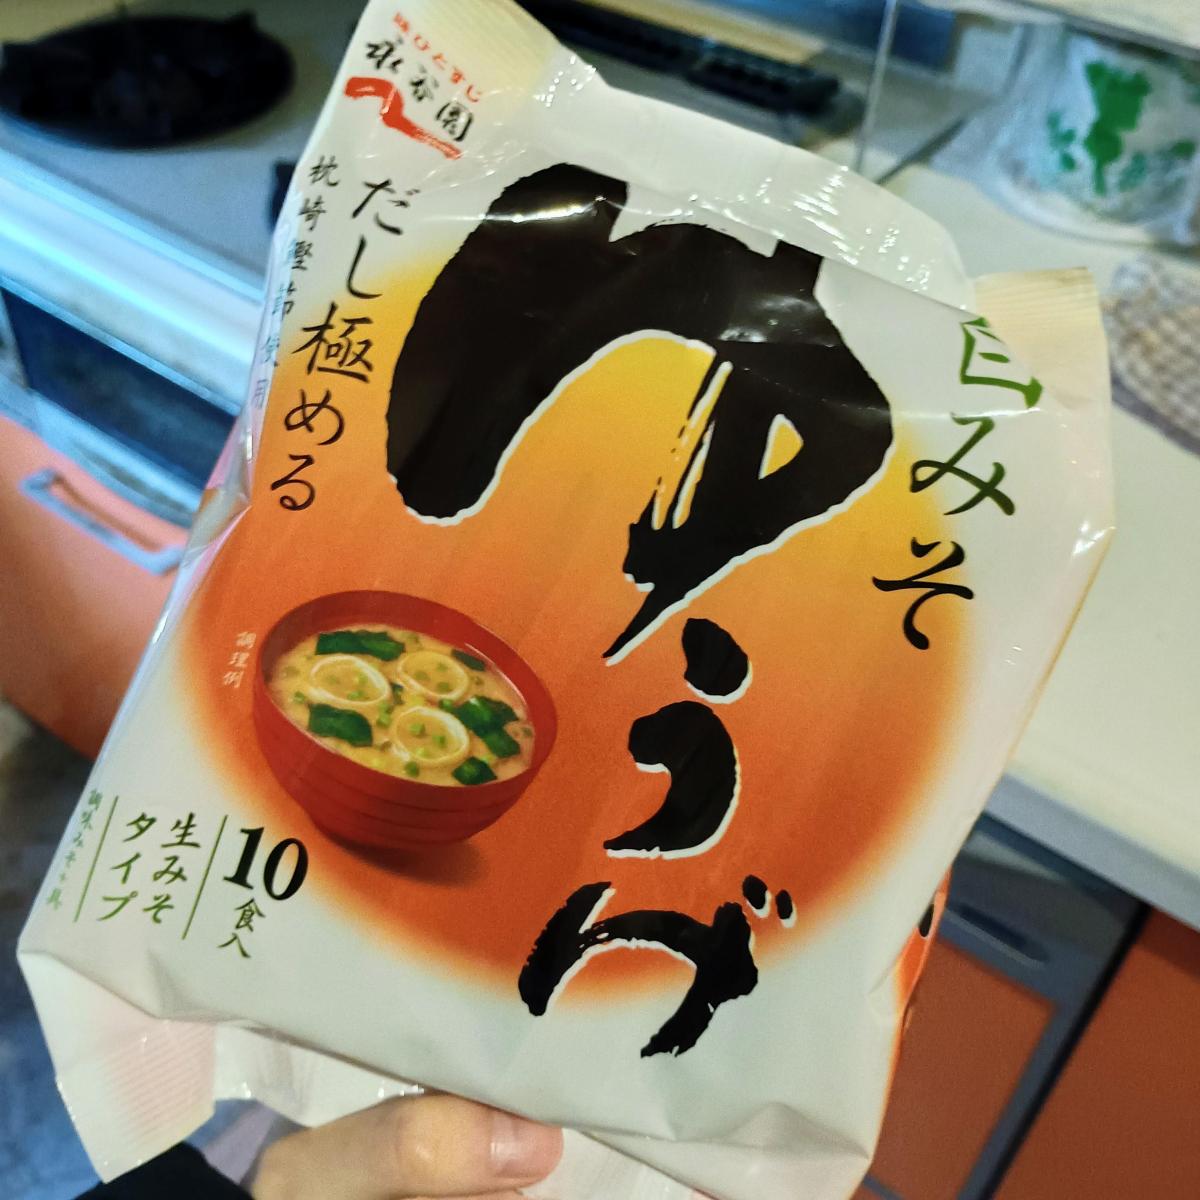 味ひとすじ
永谷園
白みそ
ゆうげ
だし極める
枕崎鰹節使用
調理例
10食入
生みそ
タイプ
調味みそ+具